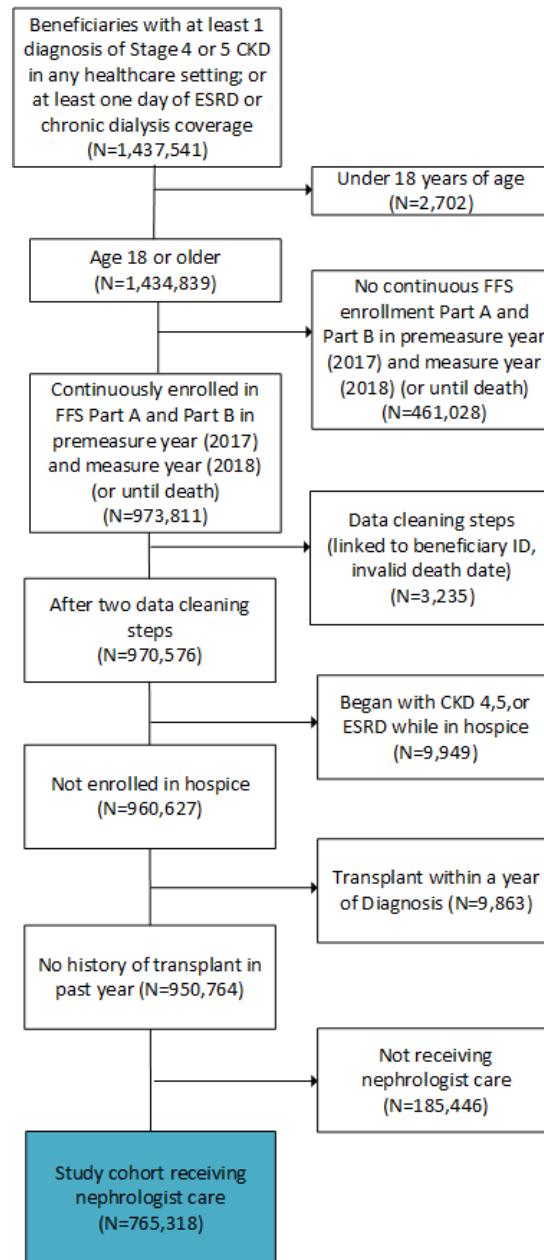 Beneficiaries with at least 1
diagnosis of Stage 4 or 5 CKD
in any healthcare setting; or
at least one day of ESRD or
chronic dialysis coverage
(N=1,437,541)
Under 18 years of age
(N=2,702)
Age 18 or older
(N=1,434,839)
No continuous FFS
enrollment Part A and
Part B in premeasure year
(2017) and measure year
(2018) (or until death)
(N=461,028)
Continuously enrolled in
FFS Part A and Part B in
premeasure year (2017)
and measure year (2018)
(or until death)
(N=973,811)
Data cleaning steps
(linked to beneficiary ID,
invalid death date)
(N=3,235)
After two data cleaning
steps
(N=970,576)
Began with CKD 4,5,or
ESRD while in hospice
(N=9,949)
Not enrolled in hospice
(N=960,627)
Transplant within a year
of Diagnosis (N=9,863)
No history of transplant in
past year (N=950,764)
Not receiving
nephrologist care
(N=185,446)
Study cohort receiving
nephrologist care
(N=765,318)